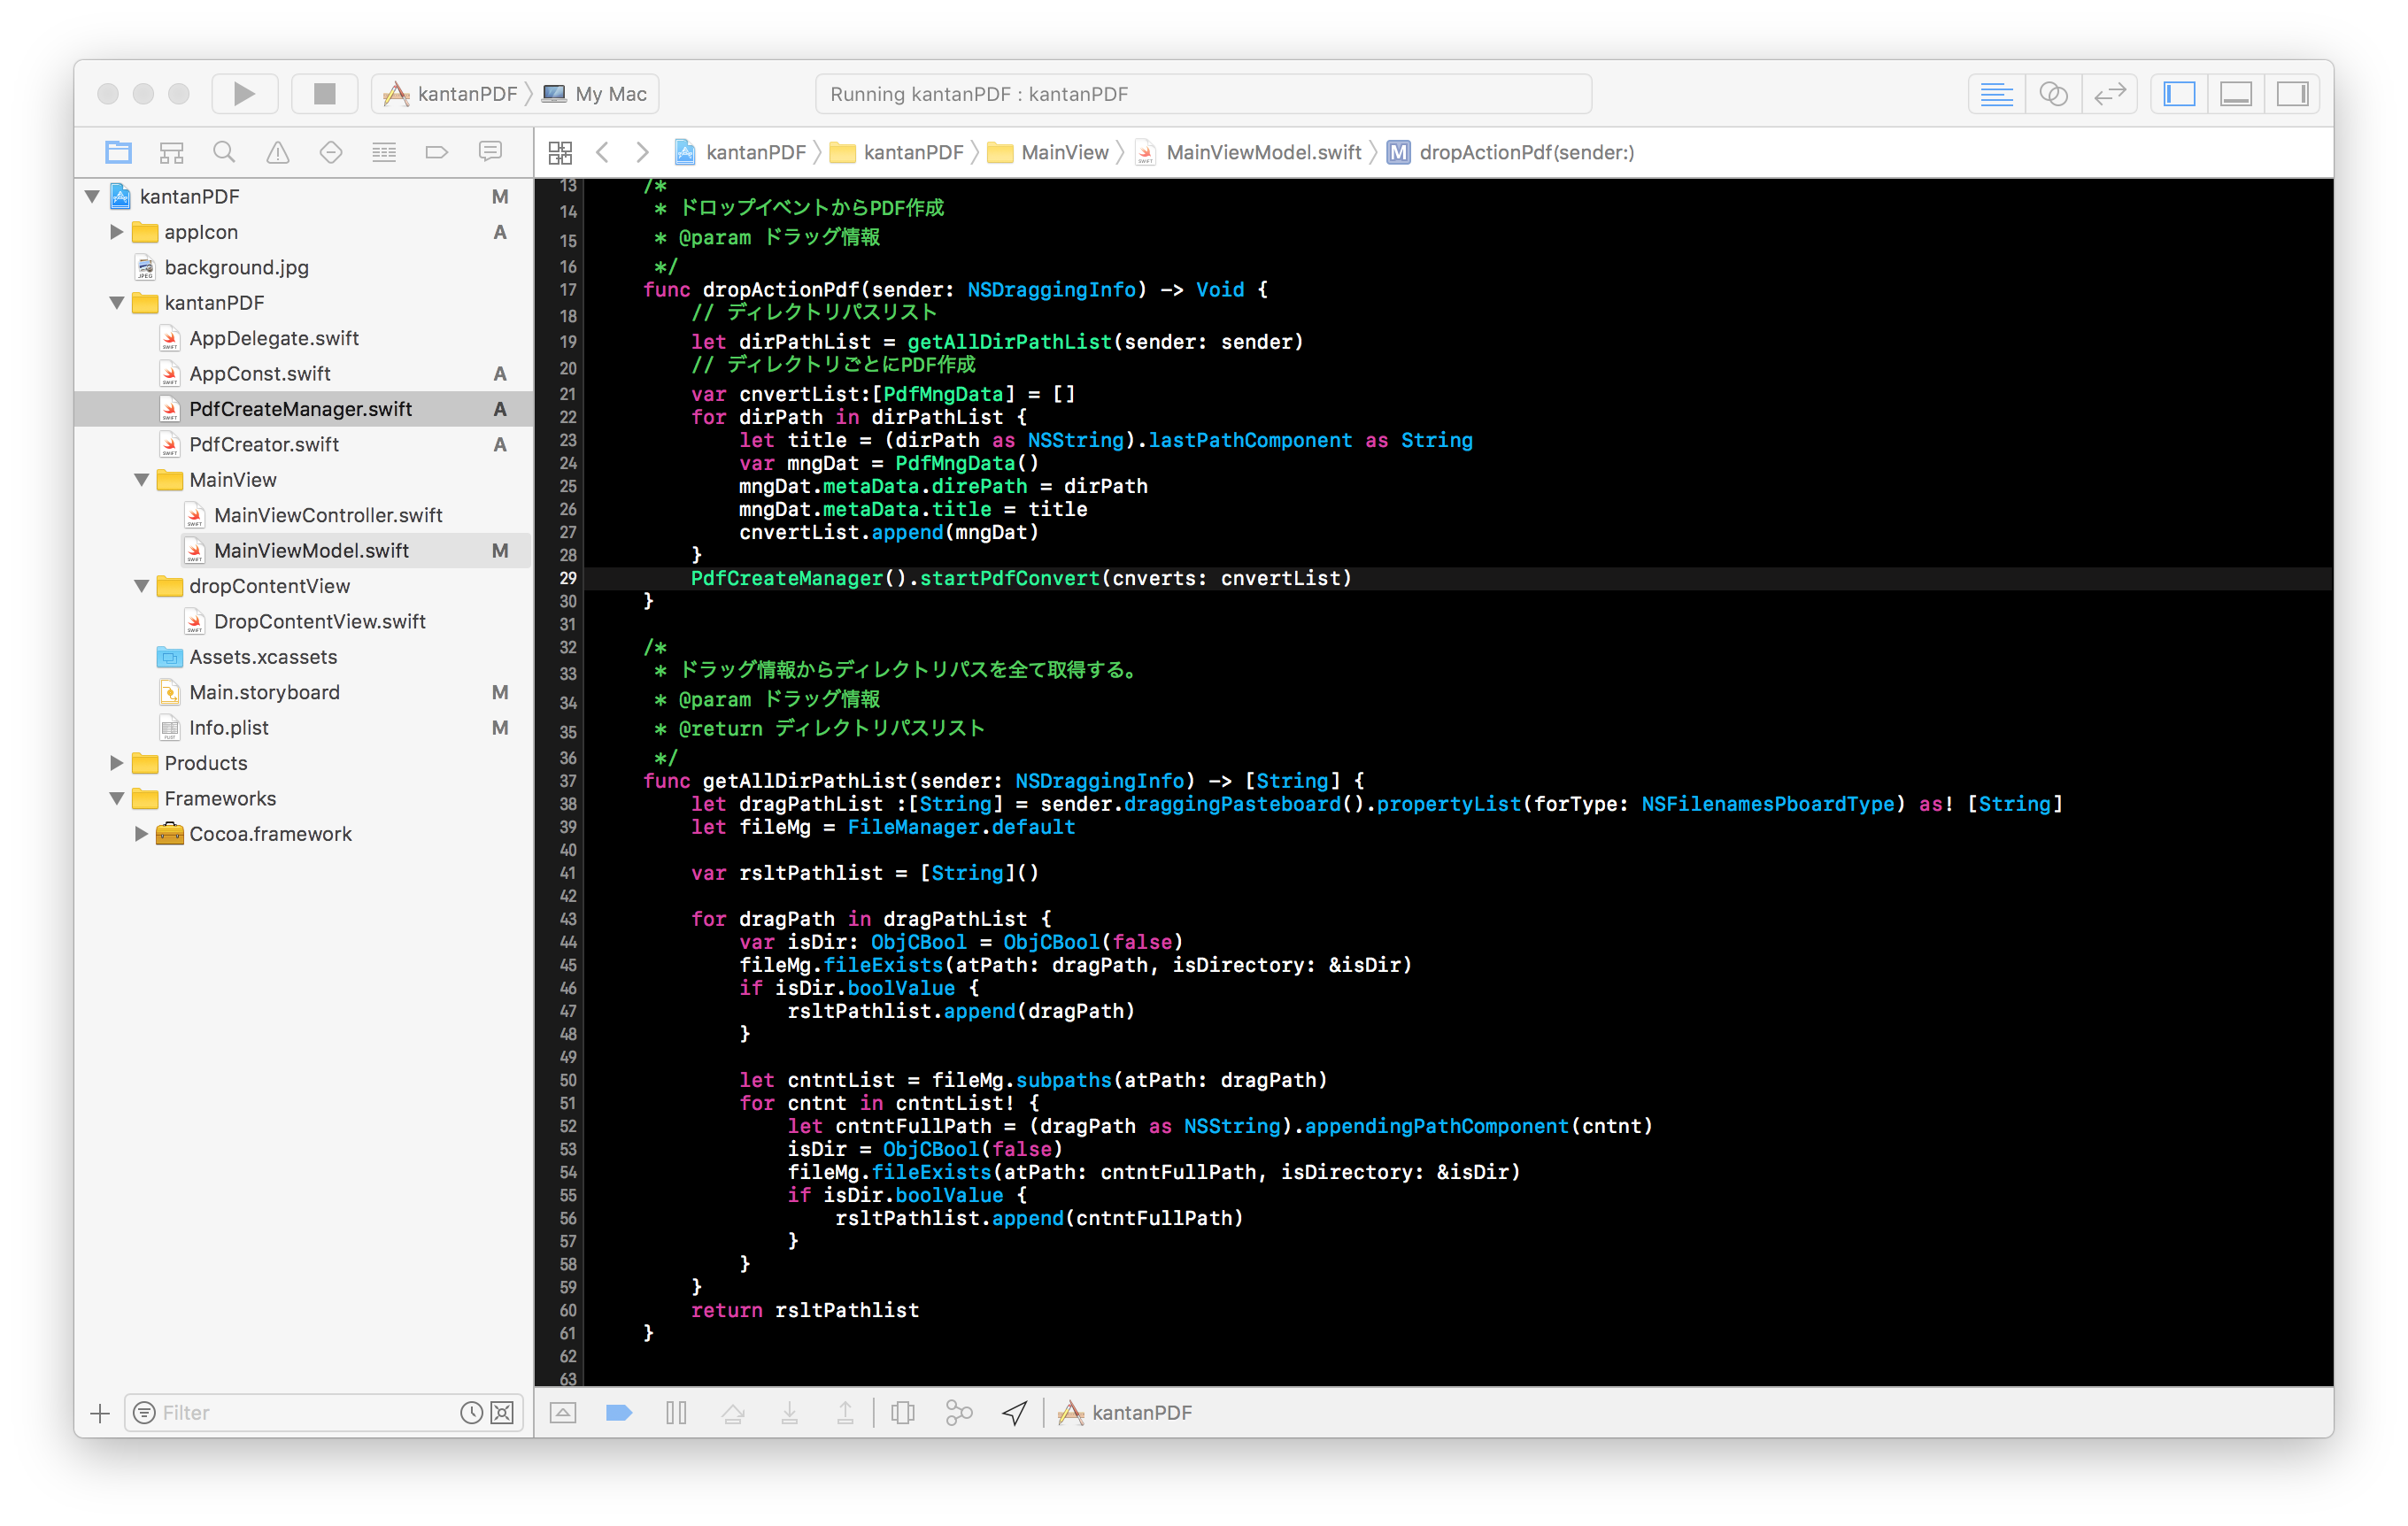 kantanPDF 〉 My Mac
Running kantanPDF : kantanPDF
kantanPDF 〉 kantanPDF 〉 MainView 〉 MainViewModel.swift 〉 M dropActionPdf(sender:)
kantanPDF M
appIcon A
background.jpg
kantanPDF
AppDelegate.swift
AppConst.swift A
PdfCreateManager.swift A
PdfCreator.swift A
MainView
MainViewController.swift
MainViewModel.swift M
dropContentView
DropContentView.swift
Assets.xcassets
Main.storyboard M
Info.plist M
Products
Frameworks
Cocoa.framework
Filter
13 /*
14 * ドロップイベントからPDF作成
15 * @param ドラッグ情報
16 */
17 func dropActionPdf(sender: NSDraggingInfo) -> Void {
18 // ディレクトリパスリスト
19 let dirPathList = getAllDirPathList(sender: sender)
20 // ディレクトリごとにPDF作成
21 var cnvertList:[PdfMngData] = []
22 for dirPath in dirPathList {
23 let title = (dirPath as NSString).lastPathComponent as String
24 var mngDat = PdfMngData()
25 mngDat.metaData.direPath = dirPath
26 mngDat.metaData.title = title
27 cnvertList.append(mngDat)
28 }
29 PdfCreateManager().startPdfConvert(cnverts: cnvertList)
30 }
31
32 /*
33 * ドラッグ情報からディレクトリパスを全て取得する。
34 * @param ドラッグ情報
35 * @return ディレクトリパスリスト
36 */
37 func getAllDirPathList(sender: NSDraggingInfo) -> [String] {
38 let dragPathList :[String] = sender.draggingPasteboard().propertyList(forType: NSFilenamesPboardType) as! [String]
39 let fileMg = FileManager.default
40
41 var rsltPathlist = [String]()
42
43 for dragPath in dragPathList {
44 var isDir: ObjCBool = ObjCBool(false)
45 fileMg.fileExists(atPath: dragPath, isDirectory: &isDir)
46 if isDir.boolValue {
47 rsltPathlist.append(dragPath)
48 }
49
50 let cntntList = fileMg.subpaths(atPath: dragPath)
51 for cntnt in cntntList! {
52 let cntntFullPath = (dragPath as NSString).appendingPathComponent(cntnt)
53 isDir = ObjCBool(false)
54 fileMg.fileExists(atPath: cntntFullPath, isDirectory: &isDir)
55 if isDir.boolValue {
56 rsltPathlist.append(cntntFullPath)
57 }
58 }
59 }
60 return rsltPathlist
61 }
62
63
kantanPDF